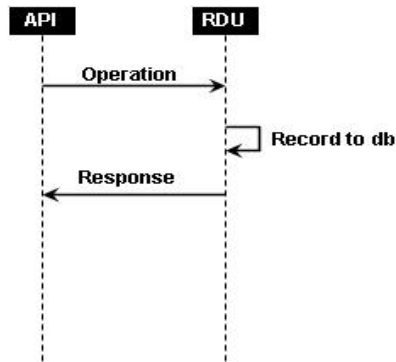 API
RDU
Operation
Record to db
Response